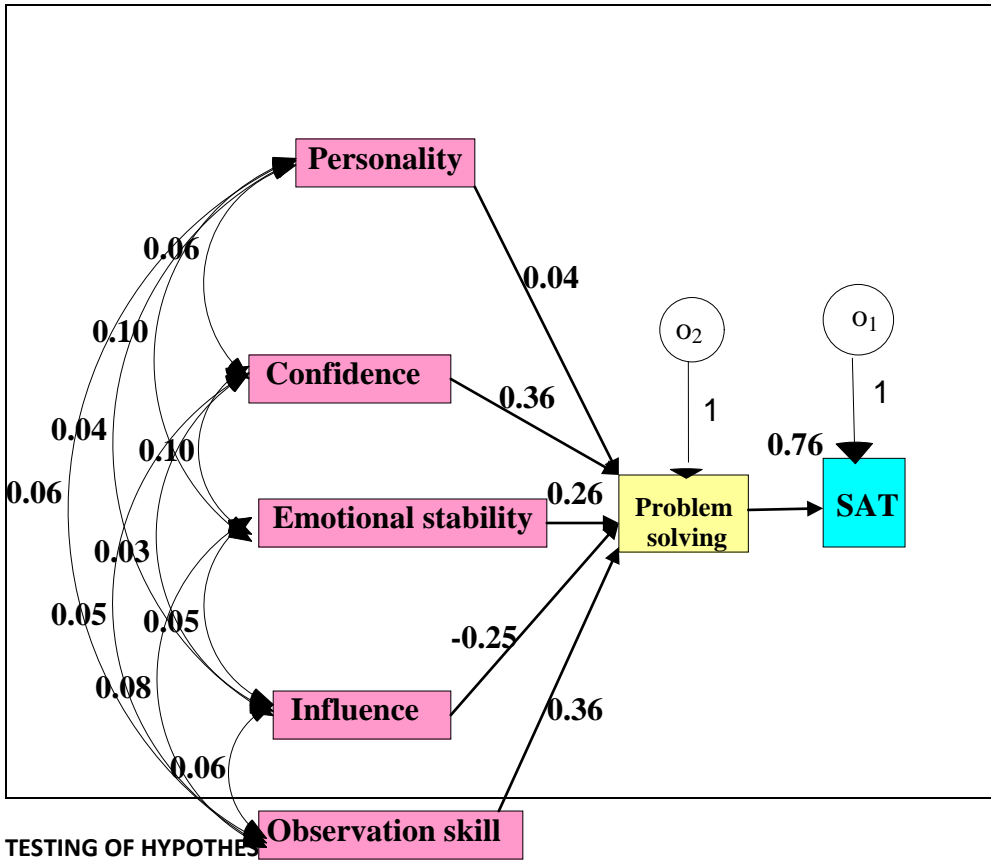 Personality
0.06
0.04
o2
o1
0.10
Confidence
0.36
1
1
0.04
0.10
0.76
0.06
Emotional stability
0.26
Problem
solving
SAT
0.03
0.05
0.05
-0.25
0.08
Influence
0.36
0.06
Observation skill
TESTING OF HYPOTHES